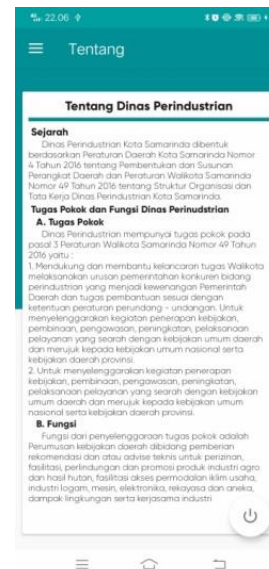 22.06
Tentang
Tentang Dinas Perindustrian
Sejarah
Dinas Perindustrian Kota Samarinda dibentuk
berdasarkan Peraturan Daerah Kota Samarinda Nomor
4 Tahun 2016 tentang Pembentukan dan Susunan
Perangkat Daerah dan Peraturan Walikota Samarinda
Nomor 49 Tahun 2016 tentang Struktur Organisasi dan
Tata Kerja Dinas Perindustrian Kota Samarinda.
Tugas Pokok dan Fungsi Dinas Perinudstrian
A. Tugas Pokok
Dinas Perindustrian mempunyai tugas pokok pada
pasal 3 Peraturan Walikota Samarinda Nomor 49 Tahun
2016 yaitu :
1. Mendukung dan membantu kelancaran tugas Walikota
melaksanakan urusan pemerintahan konkuren bidang
perindustrian yang menjadi kewenangan Pemerintah
Daerah dan tugas pembantuan sesuai dengan
ketentuan peraturan perundang - undangan. Untuk
menyelenggarakan kegiatan penerapan kebijakan,
pembinaan, pengawasan, peningkatan, pelaksanaan
pelayanan yang searah dengan kebijakan umum daerah
dan merujuk kepada kebijakan umum nasional serta
kebijakan daerah provinsi.
2. Untuk menyelenggarakan kegiatan penerapan
kebijakan, pembinaan, pengawasan, peningkatan,
pelaksanaan pelayanan yang searah dengan kebijakan
umum daerah dan merujuk kepada kebijakan umum
nasional serta kebijakan daerah provinsi.
B. Fungsi
Fungsi dari penyelenggaraan tugas pokok adalah
Perumusan kebijakan daerah dibidang pemberian
rekomendasi dan atau advise teknis untuk perizinan,
fasilitasi, perlindungan dan promosi produk industri agro
dan hasil hutan, fasilitasi akses permodalan iklim usaha,
industri logam, mesin, elektronika, rekayasa dan aneka,
dampak lingkungan serta kerjasama industri